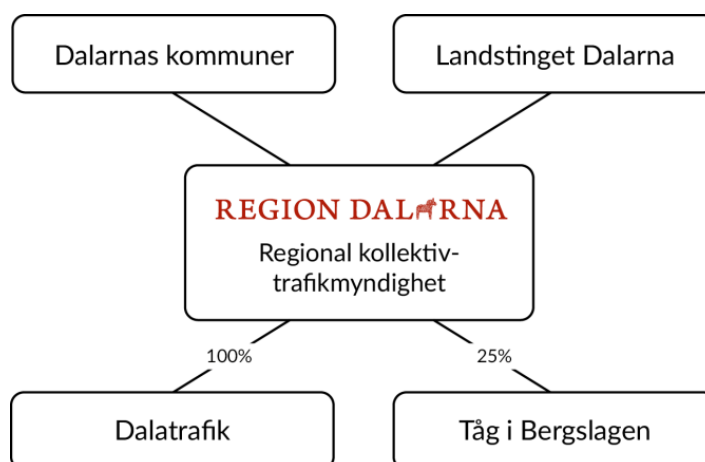 Dalarnas kommuner
Landstinget Dalarna
REGION DALARNA
Regional kollektiv-
trafikmyndighet
100%
25%
Dalatrafik
Tåg i Bergslagen